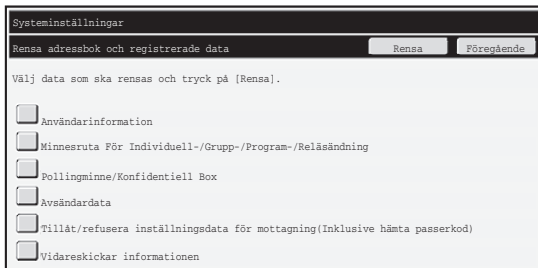 Systeminställningar
Rensa adressbok och registrerade data Rensa Föregående
Välj data som ska rensas och tryck på [Rensa].
Användarinformation
Minnesruta För Individuell-/Grupp-/Program-/Reläsändning
Pollingminne/Konfidentiell Box
Avsändardata
Tillåt/refusera inställningsdata för mottagning(Inklusive hämta passerkod)
Vidareskickar informationen